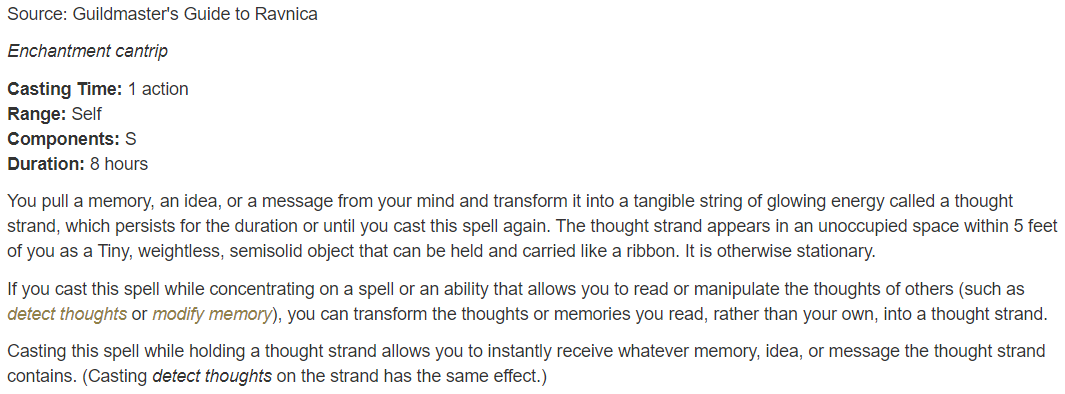 Source: Guildmaster's Guide to Ravnica
Enchantment cantrip
Casting Time: 1 action
Range: Self
Components: S
Duration: 8 hours
You pull a memory, an idea, or a message from your mind and transform it into a tangible string of glowing energy called a thought
strand, which persists for the duration or until you cast this spell again. The thought strand appears in an unoccupied space within 5 feet
of you as a Tiny, weightless, semisolid object that can be held and carried like a ribbon. It is otherwise stationary.
If you cast this spell while concentrating on a spell or an ability that allows you to read or manipulate the thoughts of others (such as
detect thoughts or modify memory), you can transform the thoughts or memories you read, rather than your own, into a thought strand.
Casting this spell while holding a thought strand allows you to instantly receive whatever memory, idea, or message the thought strand
contains. (Casting detect thoughts on the strand has the same effect.)